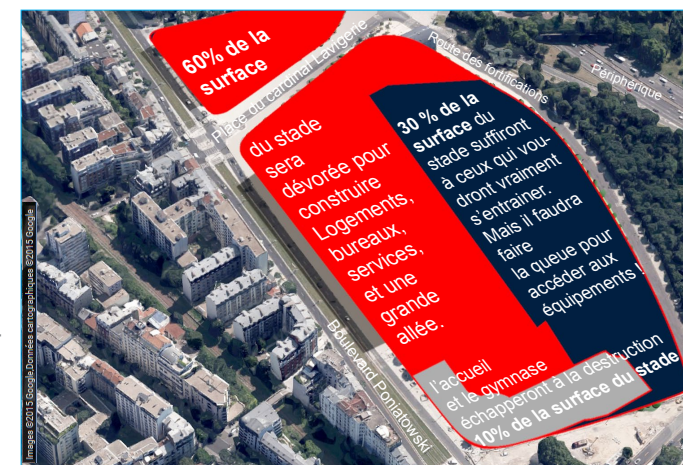 60% de la
surface
Place du cardinal Lavigerie
Route des fortifications
Périphérique
du stade
sera
dévorée pour
construire
Logements,
bureaux,
services,
et une
grande
allée.
30 % de la
surface du
stade suffiront
à ceux qui vou-
dront vraiment
s'entrainer.
Mais il faudra
faire
la queue pour
accéder aux
équipements !
l'accueil
et le gymnase
échapperont à la destruction
10% de la surface du stade
Boulevard Poniatowski
Images ©2015 Google,Données cartographiques ©2015 Google